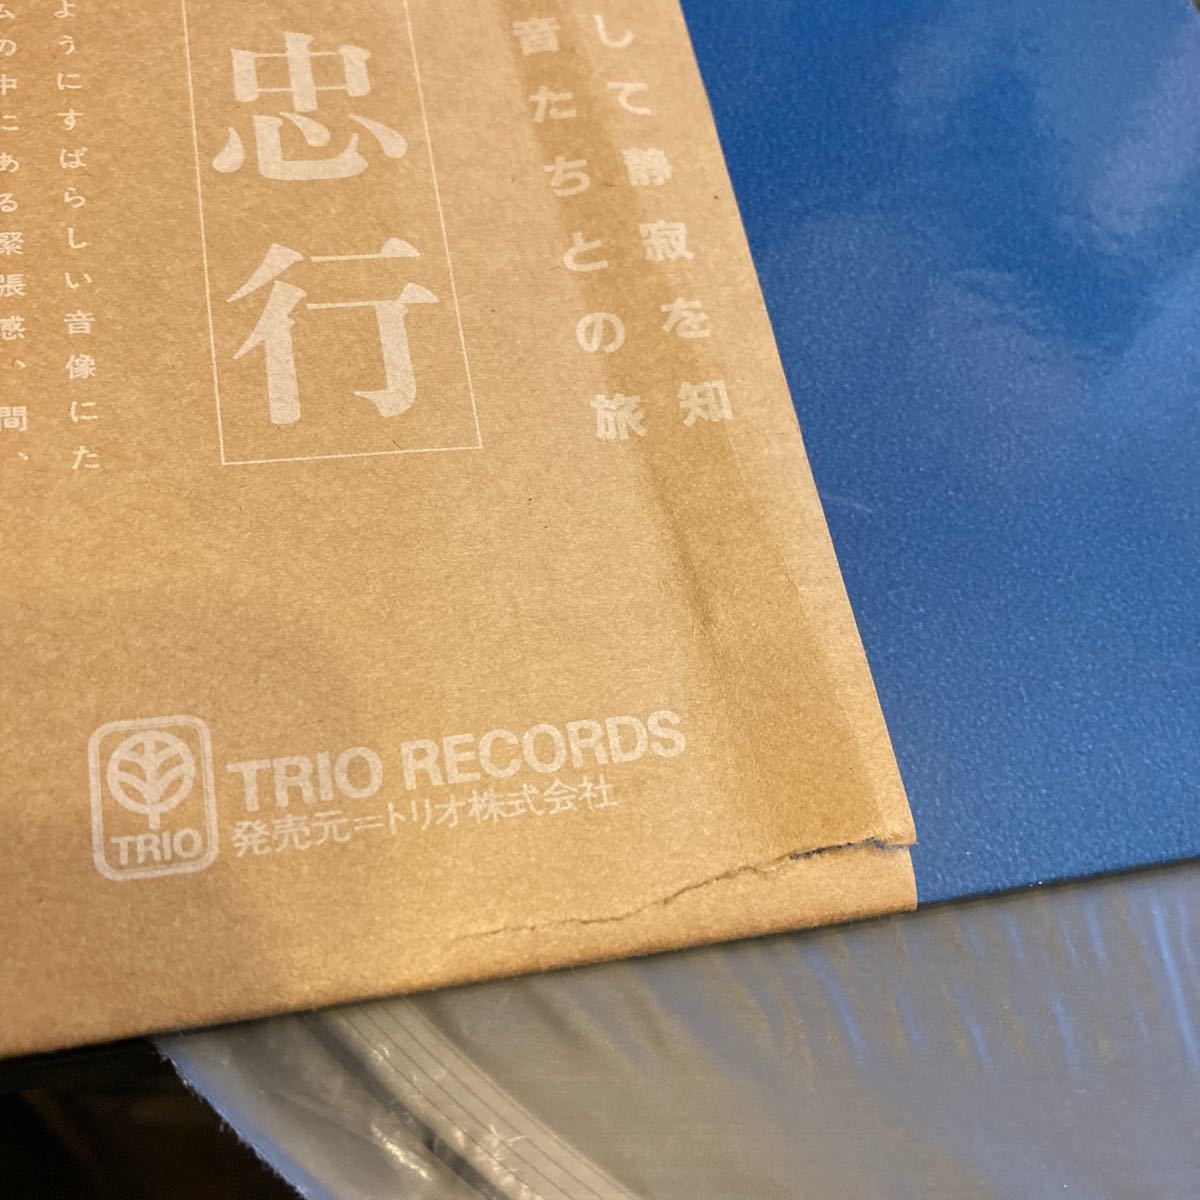 して静寂を知
音たちとの旅
忠行
ようにすばらしい音像にた
ムの中にある緊張感、間、
TRIO RECORDS
発売元=トリオ株式会社
TRIO